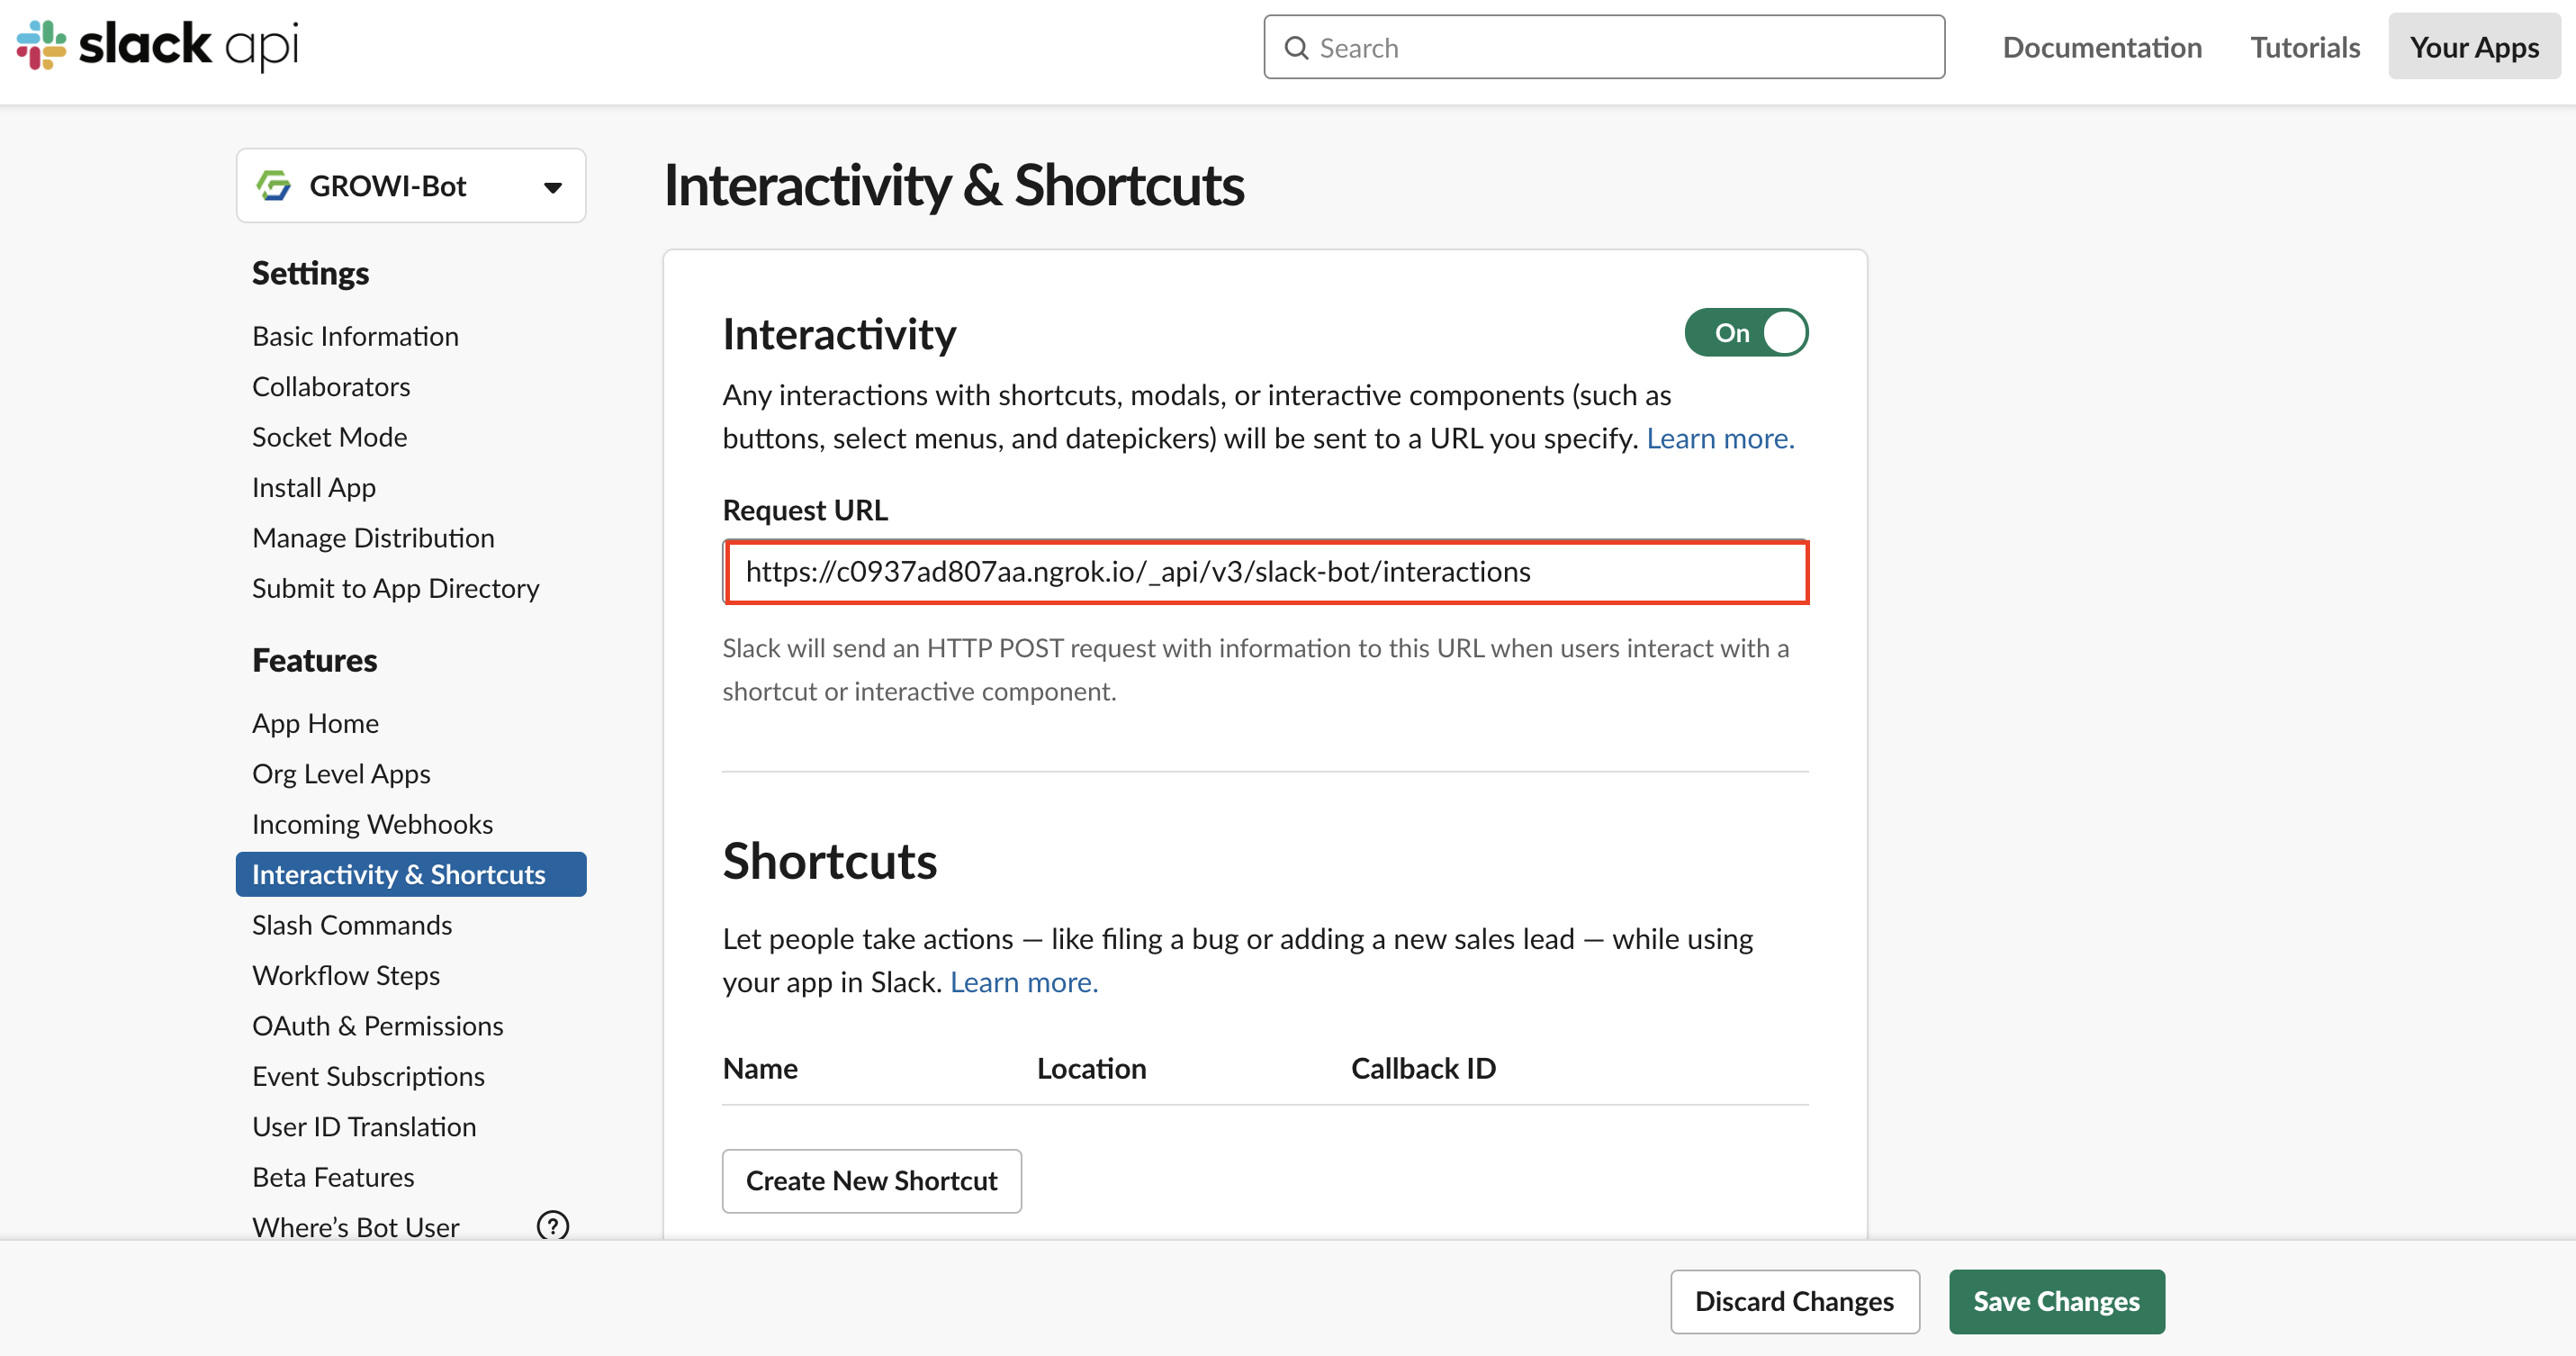 slack api
Search
Documentation
Tutorials
Your Apps
GROWI-Bot
Settings
Basic Information
Collaborators
Socket Mode
Install App
Manage Distribution
Submit to App Directory
Features
App Home
Org Level Apps
Incoming Webhooks
Interactivity & Shortcuts
Slash Commands
Workflow Steps
OAuth & Permissions
Event Subscriptions
User ID Translation
Beta Features
Where’s Bot User
?
Interactivity & Shortcuts
Interactivity
On
Any interactions with shortcuts, modals, or interactive components (such as
buttons, select menus, and datepickers) will be sent to a URL you specify. Learn more.
Request URL
https://c0937ad807aa.ngrok.io/_api/v3/slack-bot/interactions
Slack will send an HTTP POST request with information to this URL when users interact with a
shortcut or interactive component.
Shortcuts
Let people take actions — like filing a bug or adding a new sales lead — while using
your app in Slack. Learn more.
Name
Location
Callback ID
Create New Shortcut
Discard Changes
Save Changes